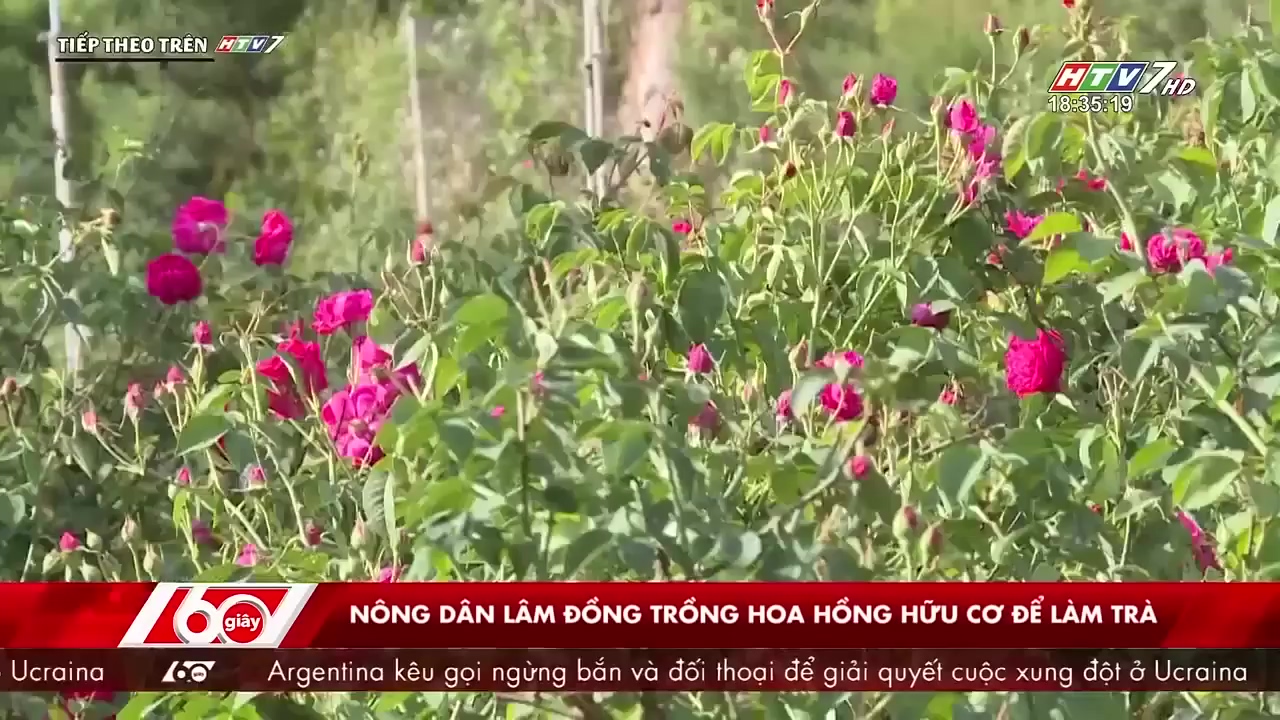 TIẾP THEO TRÊN HTV7
HTV7 HD
18:35:19
60 giây
NÔNG DÂN LÂM ĐỒNG TRỒNG HOA HỒNG HỮU CƠ ĐỂ LÀM TRÀ
Ucraina 60 giây Argentina kêu gọi ngừng bắn và đối thoại để giải quyết cuộc xung đột ở Ucraina